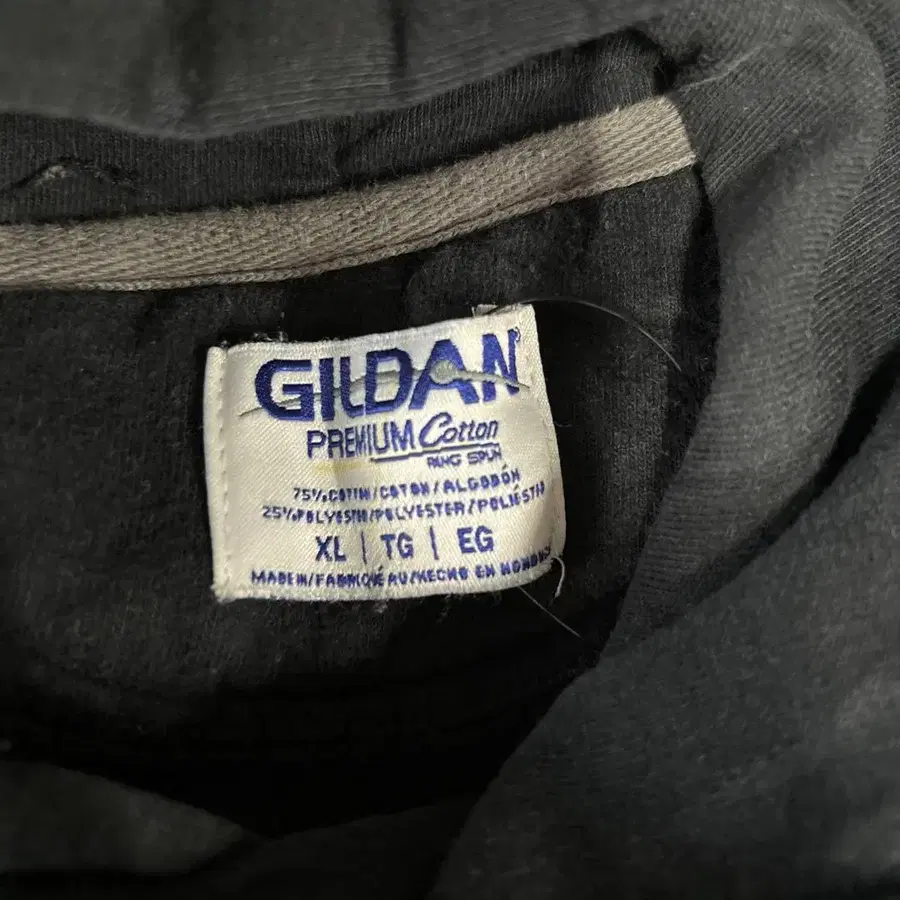 GILDAN
PREMIUM Cotton
RING SPUN
75% COTTON/COTON/ALGODÓN
25% POLYESTER/POLYESTER/POLIÉSTER
XL | TG | EG
MADE IN/FABRIQUÉ AU/HECHO EN HONDURAS